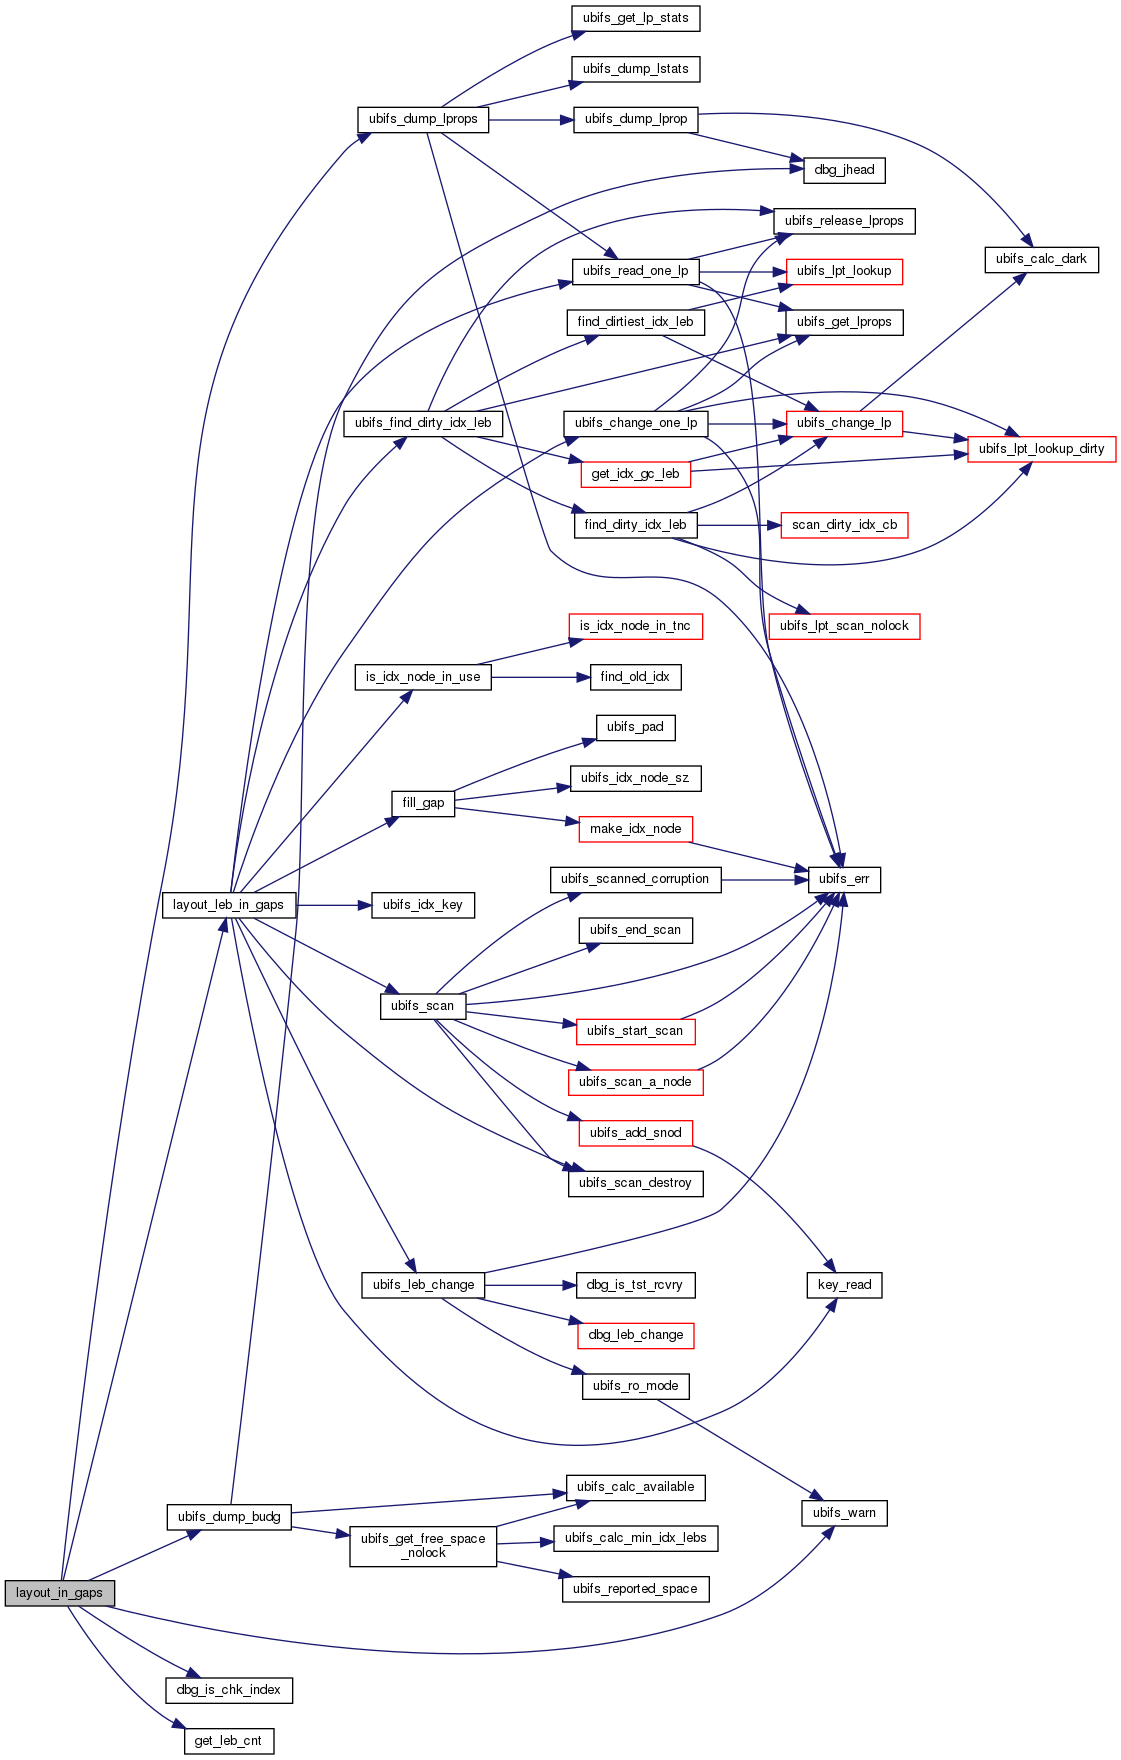 ubifs_get_lp_stats
ubifs_dump_lstats
ubifs_dump_lprops
ubifs_dump_lprop
dbg_jhead
ubifs_release_lprops
ubifs_calc_dark
ubifs_read_one_lp
ubifs_lpt_lookup
find_dirtiest_idx_leb
ubifs_get_lprops
ubifs_find_dirty_idx_leb
ubifs_change_one_lp
ubifs_change_lp
ubifs_lpt_lookup_dirty
get_idx_gc_leb
find_dirty_idx_leb
scan_dirty_idx_cb
is_idx_node_in_tnc
ubifs_lpt_scan_nolock
is_idx_node_in_use
find_old_idx
ubifs_pad
ubifs_idx_node_sz
fill_gap
make_idx_node
ubifs_scanned_corruption
ubifs_err
layout_leb_in_gaps
ubifs_idx_key
ubifs_end_scan
ubifs_scan
ubifs_start_scan
ubifs_scan_a_node
ubifs_add_snod
ubifs_scan_destroy
ubifs_leb_change
dbg_is_tst_rcvry
key_read
dbg_leb_change
ubifs_ro_mode
ubifs_calc_available
ubifs_warn
ubifs_dump_budg
ubifs_get_free_space
_nolock
ubifs_calc_min_idx_lebs
ubifs_reported_space
layout_in_gaps
dbg_is_chk_index
get_leb_cnt